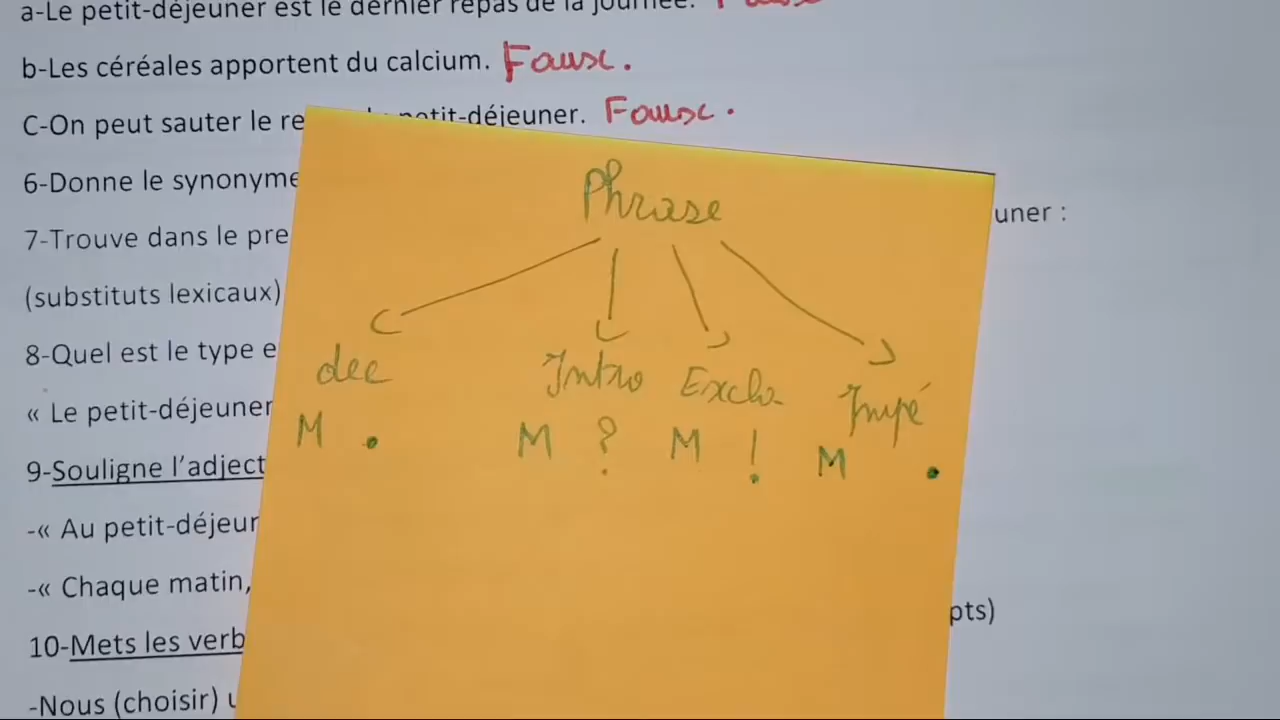 a-Le petit-déjeuner est le dernier repas de la journée.
b-Les céréales apportent du calcium. Fausx.
C-On peut sauter le re petit-déjeuner. Fausx.
6-Donne le synonyme
uner :
7-Trouve dans le pre
(substituts lexicaux)
8-Quel est le type e
« Le petit-déjeuner
9-Souligne l'adject
-« Au petit-déjeur
-« Chaque matin,
pts)
10-Mets les verb
-Nous (choisir) u
Phrase
dec Intro Excla Impé
M . M ? M ! M .